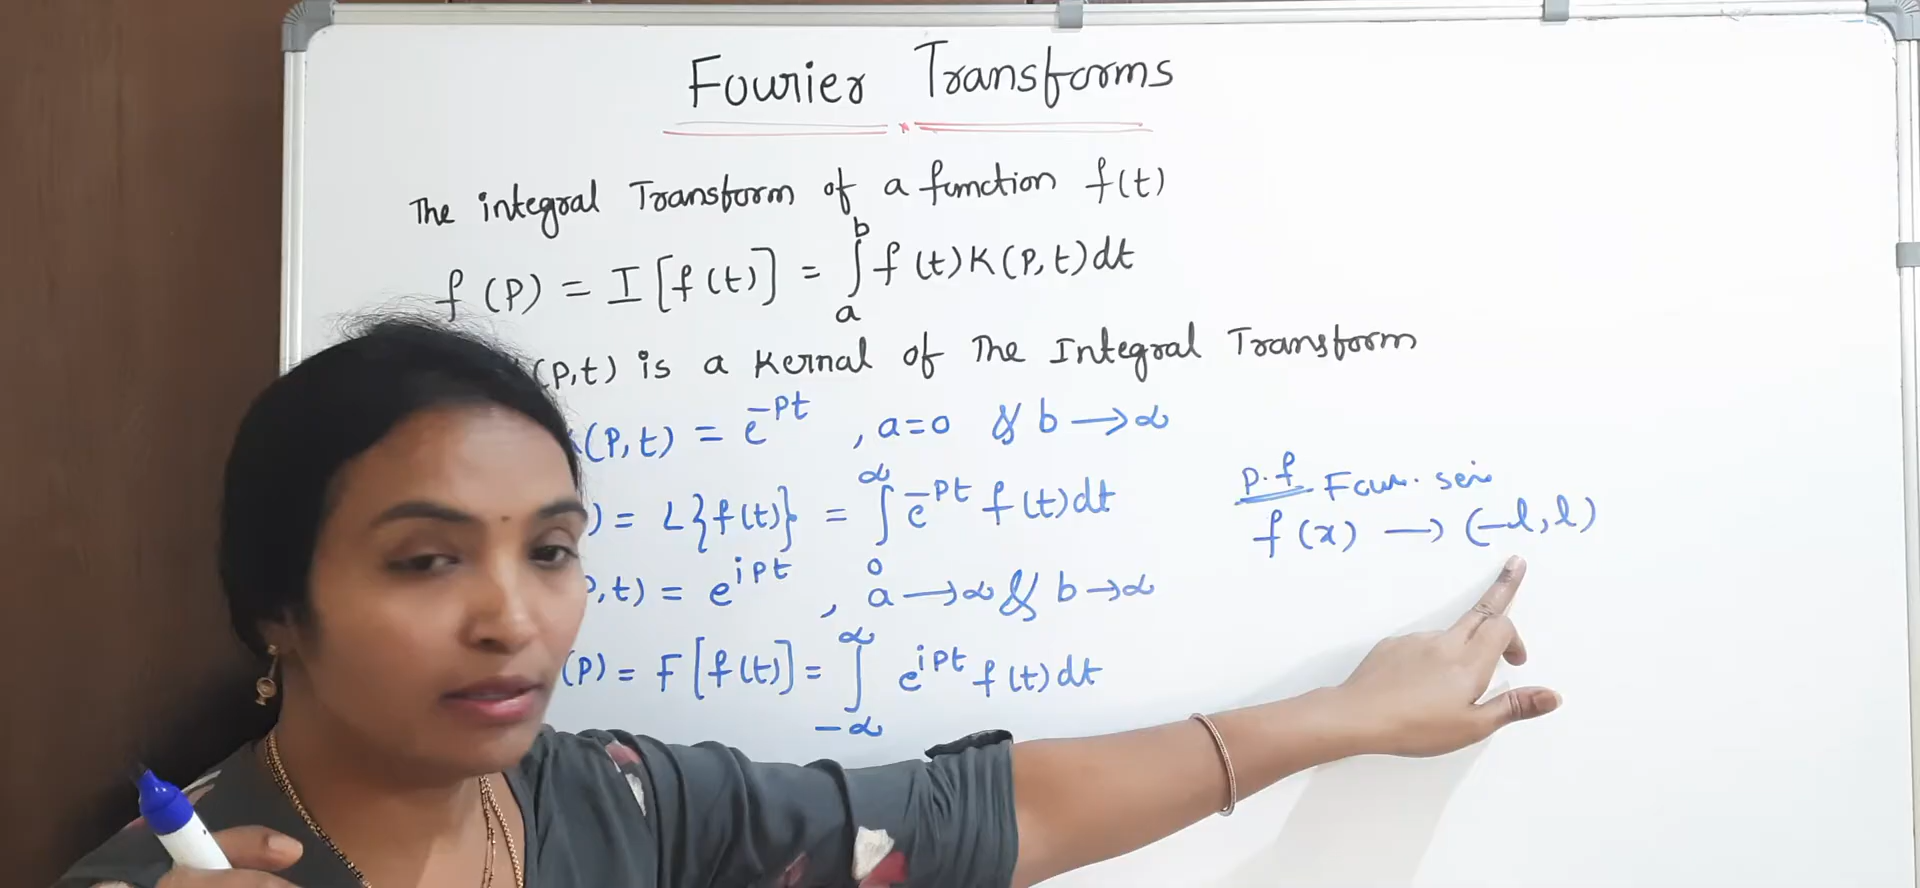 Fourier Transforms
The integral Transform of a function f(t)
f(p) = I[f(t)] = ∫_a^b f(t)K(p,t)dt
(p,t) is a Kernal of The Integral Transform
(p,t) = e^{-pt} , a=0 & b→∞
) = L{f(t)} = ∫_0^∞ e^{-pt} f(t)dt
,t) = e^{ipt} , a→∞ & b→∞
(p) = F[f(t)] = ∫_{-∞}^∞ e^{ipt} f(t)dt
p.f Four. seri
f(x) → (-l, l)